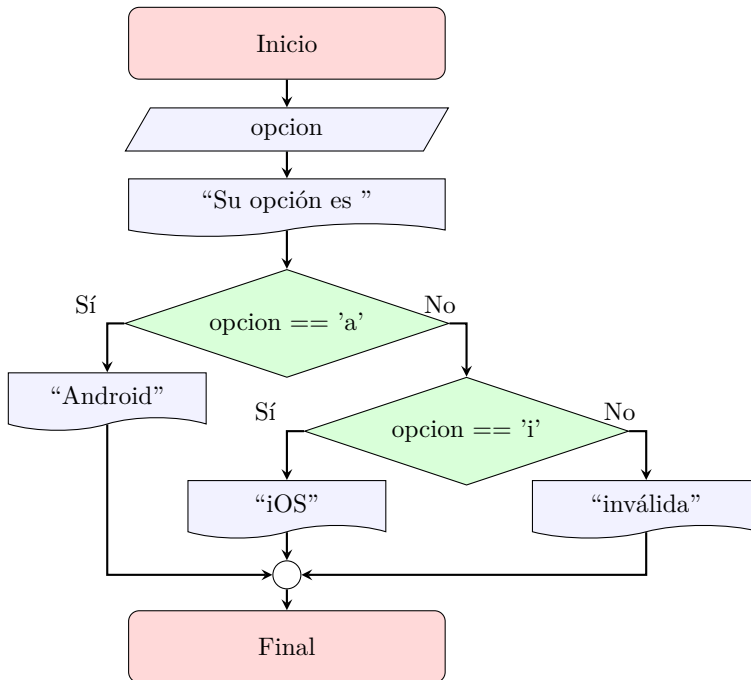 Inicio
opcion
“Su opción es ”
Sí
opcion == 'a'
No
“Android”
Sí
opcion == 'i'
No
“iOS”
“inválida”
Final